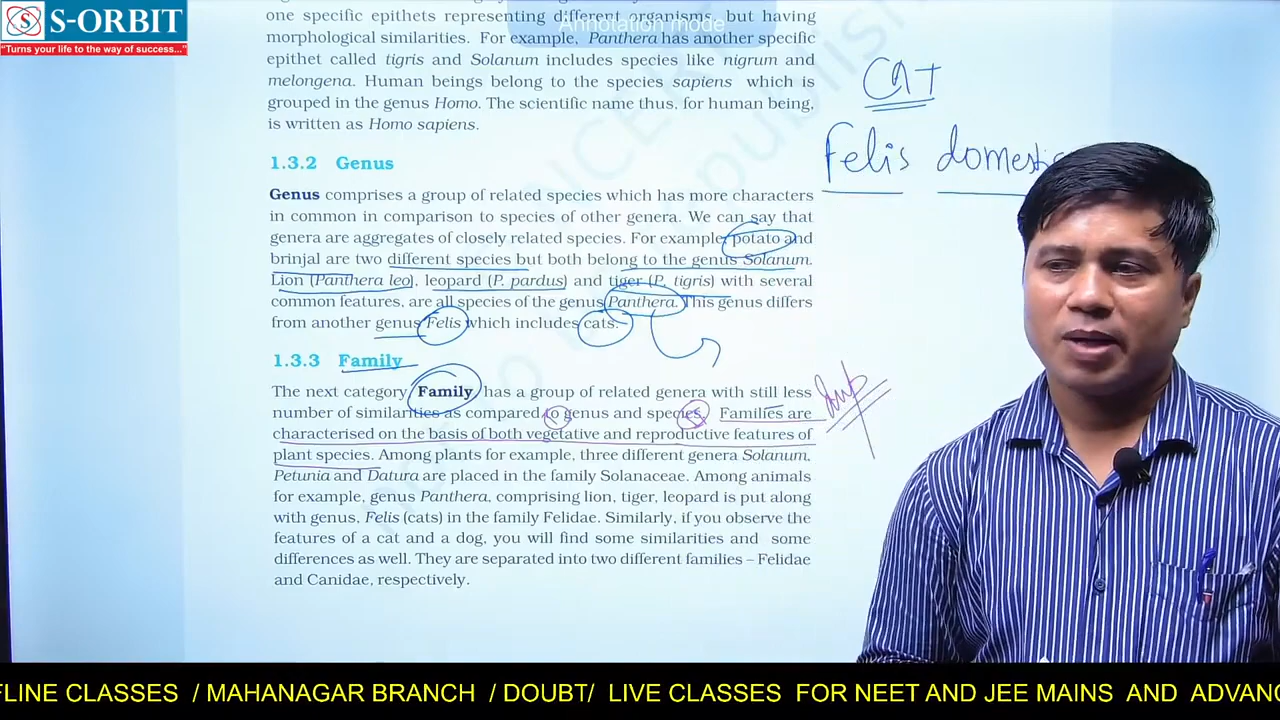 S-ORBIT
"Turns your life to the way of success..."
Annotation mode
one specific epithets representing different organisms, but having
morphological similarities. For example, Panthera has another specific
epithet called tigris and Solanum includes species like nigrum and
melongena. Human beings belong to the species sapiens which is
grouped in the genus Homo. The scientific name thus, for human being,
is written as Homo sapiens.
CAT
Felis domestic
1.3.2 Genus
Genus comprises a group of related species which has more characters
in common in comparison to species of other genera. We can say that
genera are aggregates of closely related species. For example, potato and
brinjal are two different species but both belong to the genus Solanum.
Lion (Panthera leo), leopard (P. pardus) and tiger (P. tigris) with several
common features, are all species of the genus Panthera. This genus differs
from another genus Felis which includes cats.
1.3.3 Family
The next category, Family, has a group of related genera with still less
number of similarities as compared to genus and species. Families are
characterised on the basis of both vegetative and reproductive features of
plant species. Among plants for example, three different genera Solanum,
Petunia and Datura are placed in the family Solanaceae. Among animals
for example, genus Panthera, comprising lion, tiger, leopard is put along
with genus, Felis (cats) in the family Felidae. Similarly, if you observe the
features of a cat and a dog, you will find some similarities and some
differences as well. They are separated into two different families – Felidae
and Canidae, respectively.
Imp
FLINE CLASSES / MAHANAGAR BRANCH / DOUBT/ LIVE CLASSES FOR NEET AND JEE MAINS AND ADVANC